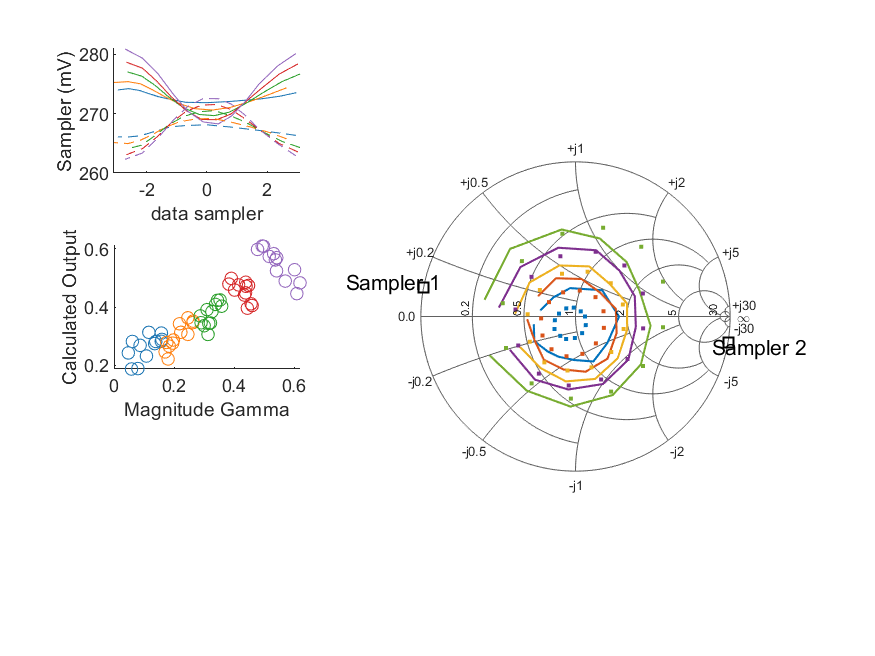 Sampler (mV)
280
270
260
-2
0
2
data sampler
Calculated Output
0.6
0.4
0.2
0
0.2
0.4
0.6
Magnitude Gamma
+j1
+j0.5
+j2
+j0.2
+j5
Sampler 1
0.0
0.2
0.5
1
2
5
30
+j30
∞
-j30
Sampler 2
-j0.2
-j5
-j0.5
-j2
-j1